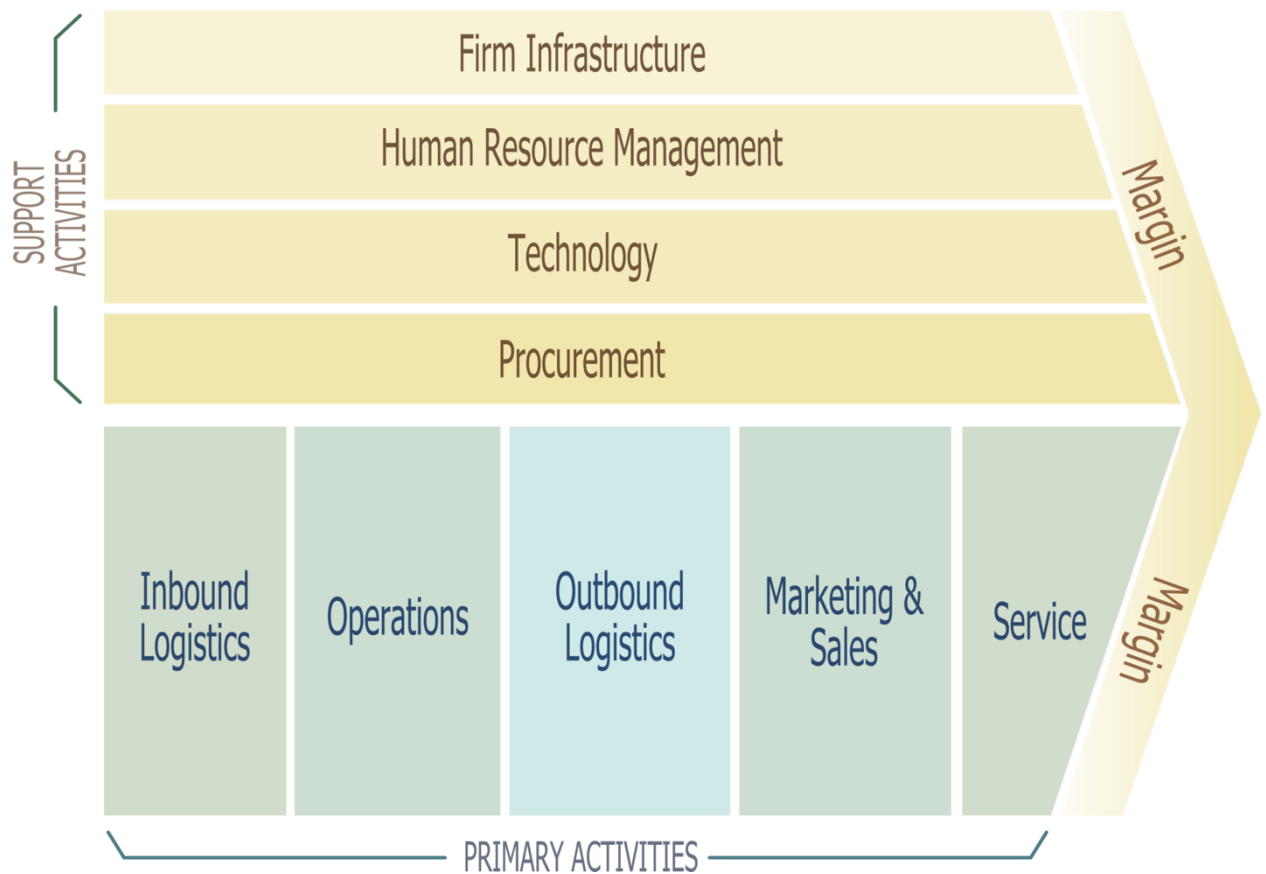 Firm Infrastructure
Human Resource Management
Technology
Procurement
SUPPORT
ACTIVITIES
Margin
Inbound
Logistics
Operations
Outbound
Logistics
Marketing &
Sales
Service
Margin
PRIMARY ACTIVITIES